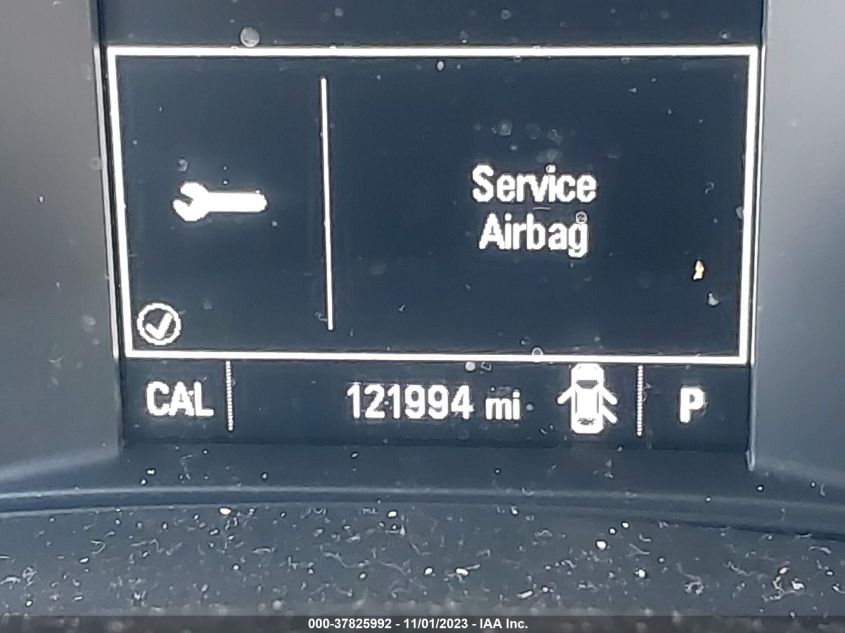 Service
Airbag
CAL 121994 mi P
000-37825992 - 11/01/2023 - IAA Inc.